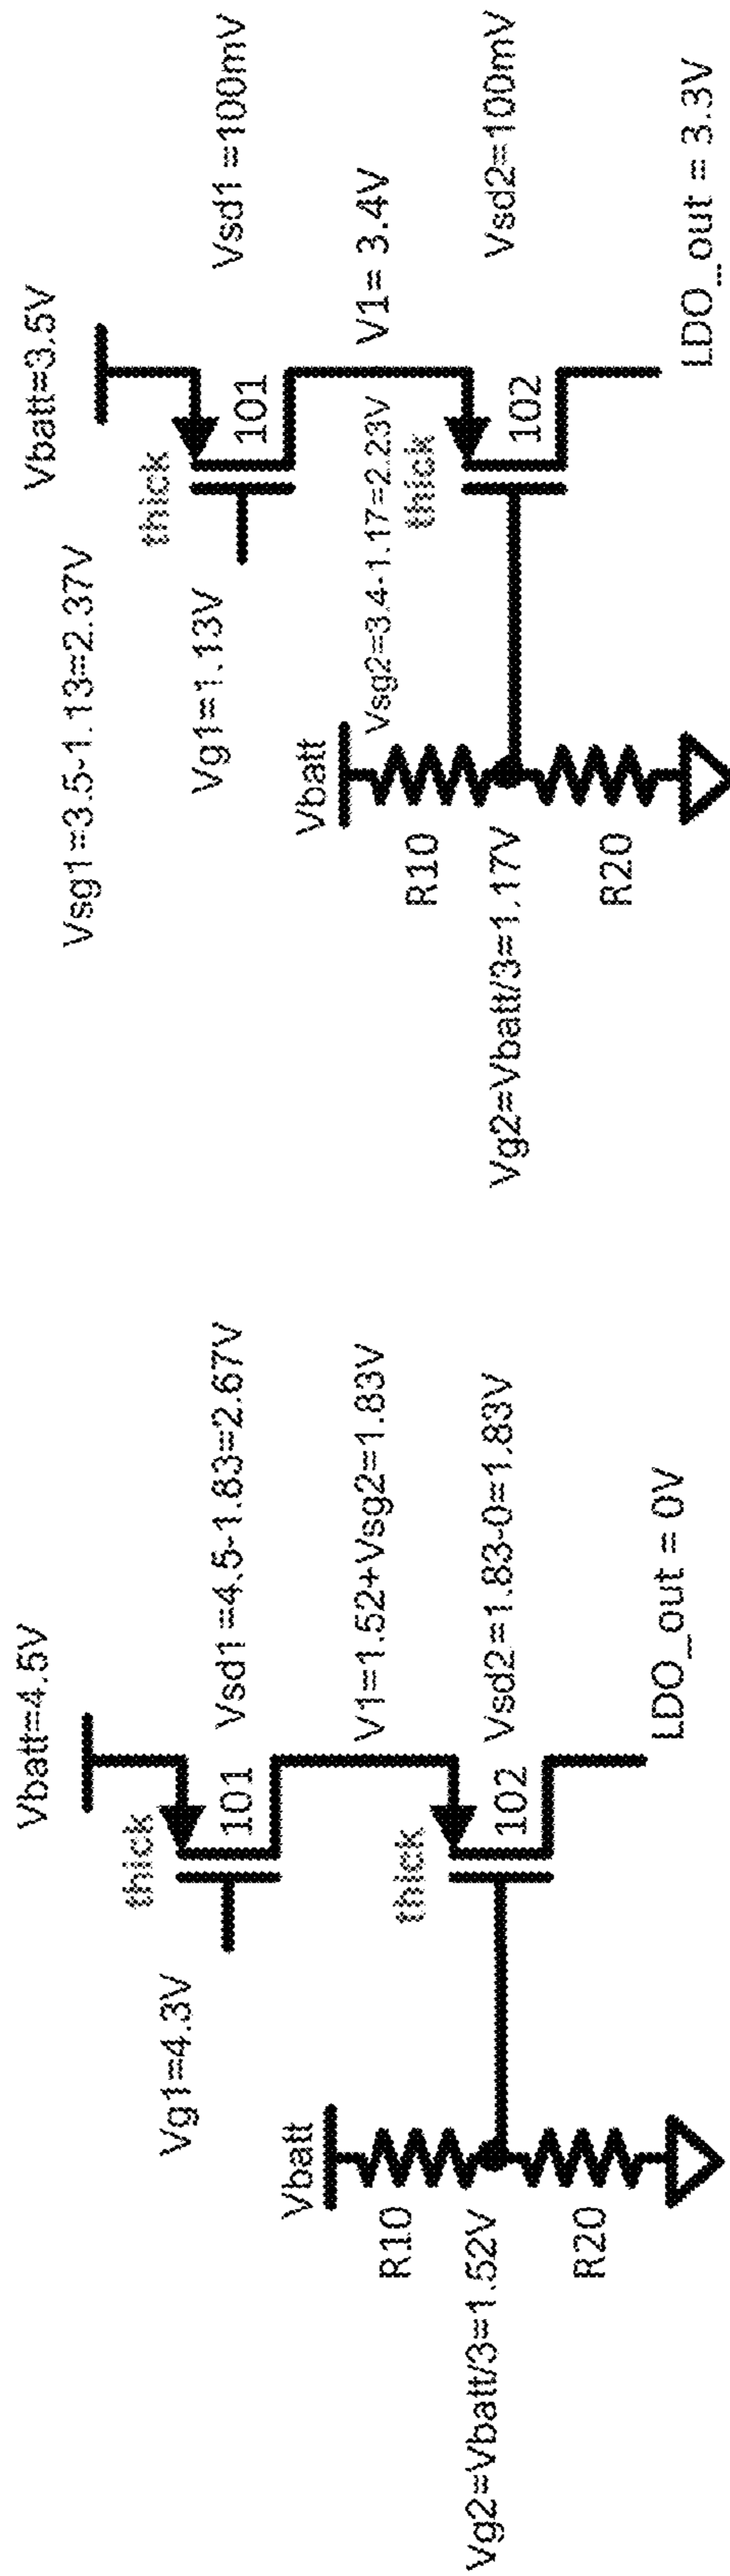 Vbatt=4.5V
thick
Vg1=4.3V
101
Vsd1=4.5-1.83=2.67V
Vbatt
V1=1.52+Vsg2=1.83V
R10
thick
Vg2=Vbatt/3=1.52V
102
Vsd2=1.83-0=1.83V
R20
LDO_out = 0V
Vbatt=3.5V
Vsg1=3.5-1.13=2.37V
thick
Vg1=1.13V
101
Vsd1=100mV
Vbatt
Vsg2=3.4-1.17=2.23V
V1= 3.4V
R10
thick
Vg2=Vbatt/3=1.17V
102
Vsd2=100mV
R20
LDO_out = 3.3V